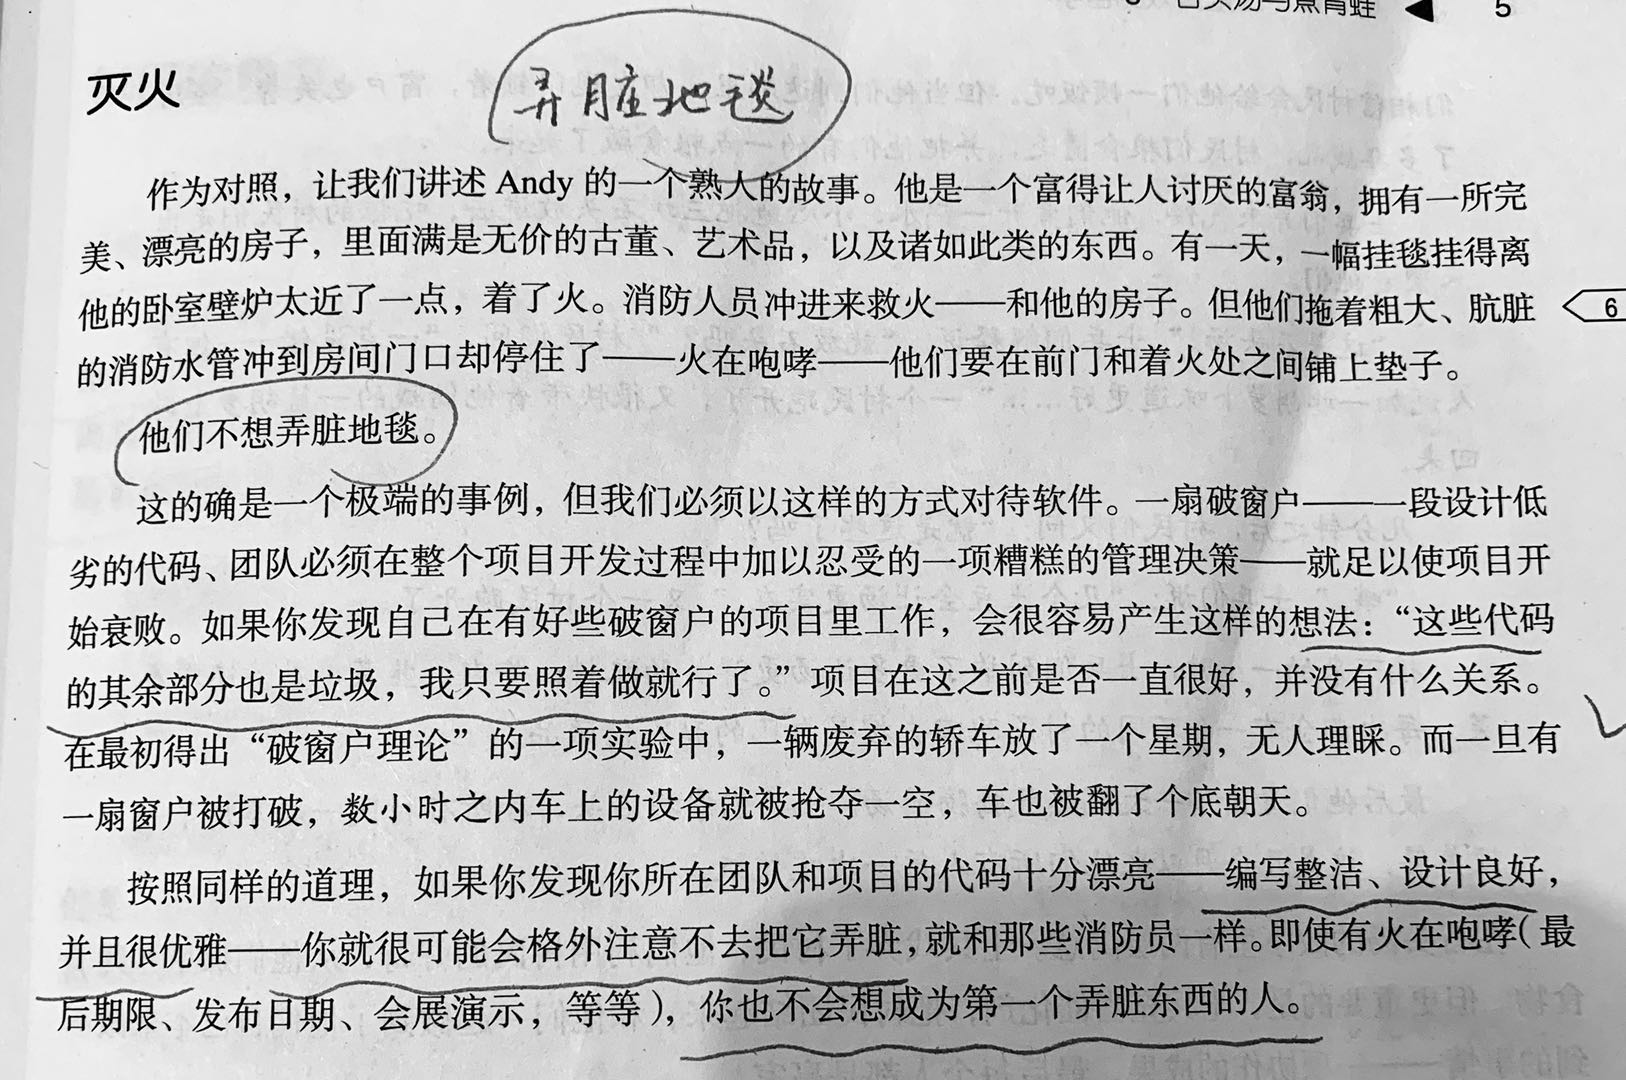 石头汤与煮青蛙 ◀ 5
灭火
弄脏地毯
作为对照，让我们讲述 Andy 的一个熟人的故事。他是一个富得让人讨厌的富翁，拥有一所完
美、漂亮的房子，里面满是无价的古董、艺术品，以及诸如此类的东西。有一天，一幅挂毯挂得离
他的卧室壁炉太近了一点，着了火。消防人员冲进来救火——和他的房子。但他们拖着粗大、肮脏
6
的消防水管冲到房间门口却停住了——火在咆哮——他们要在前门和着火处之间铺上垫子。
他们不想弄脏地毯。
这的确是一个极端的事例，但我们必须以这样的方式对待软件。一扇破窗户——一段设计低
劣的代码、团队必须在整个项目开发过程中加以忍受的一项糟糕的管理决策——就足以使项目开
始衰败。如果你发现自己在有好些破窗户的项目里工作，会很容易产生这样的想法：“这些代码
的其余部分也是垃圾，我只要照着做就行了。”项目在这之前是否一直很好，并没有什么关系。
在最初得出“破窗户理论”的一项实验中，一辆废弃的轿车放了一个星期，无人理睬。而一旦有
一扇窗户被打破，数小时之内车上的设备就被抢夺一空，车也被翻了个底朝天。
按照同样的道理，如果你发现你所在团队和项目的代码十分漂亮——编写整洁、设计良好，
并且很优雅——你就很可能会格外注意不去把它弄脏，就和那些消防员一样。即使有火在咆哮（最
后期限、发布日期、会展演示，等等），你也不会想成为第一个弄脏东西的人。